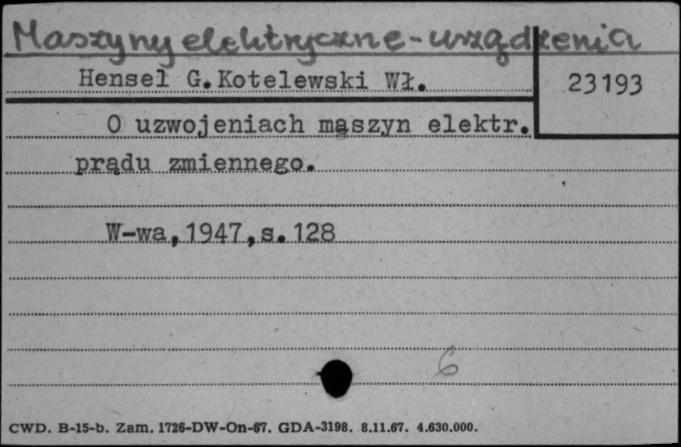 Maszyny elektryczne - urządzenia
Hensel G. Kotelewski Wł.
23193
O uzwojeniach mąszyn elektr.
prądu zmiennego.
W-wa, 1947, s. 128
6
CWD. B-15-b. Zam. 1726-DW-On-67. GDA-3198. 8.11.67. 4.630.000.